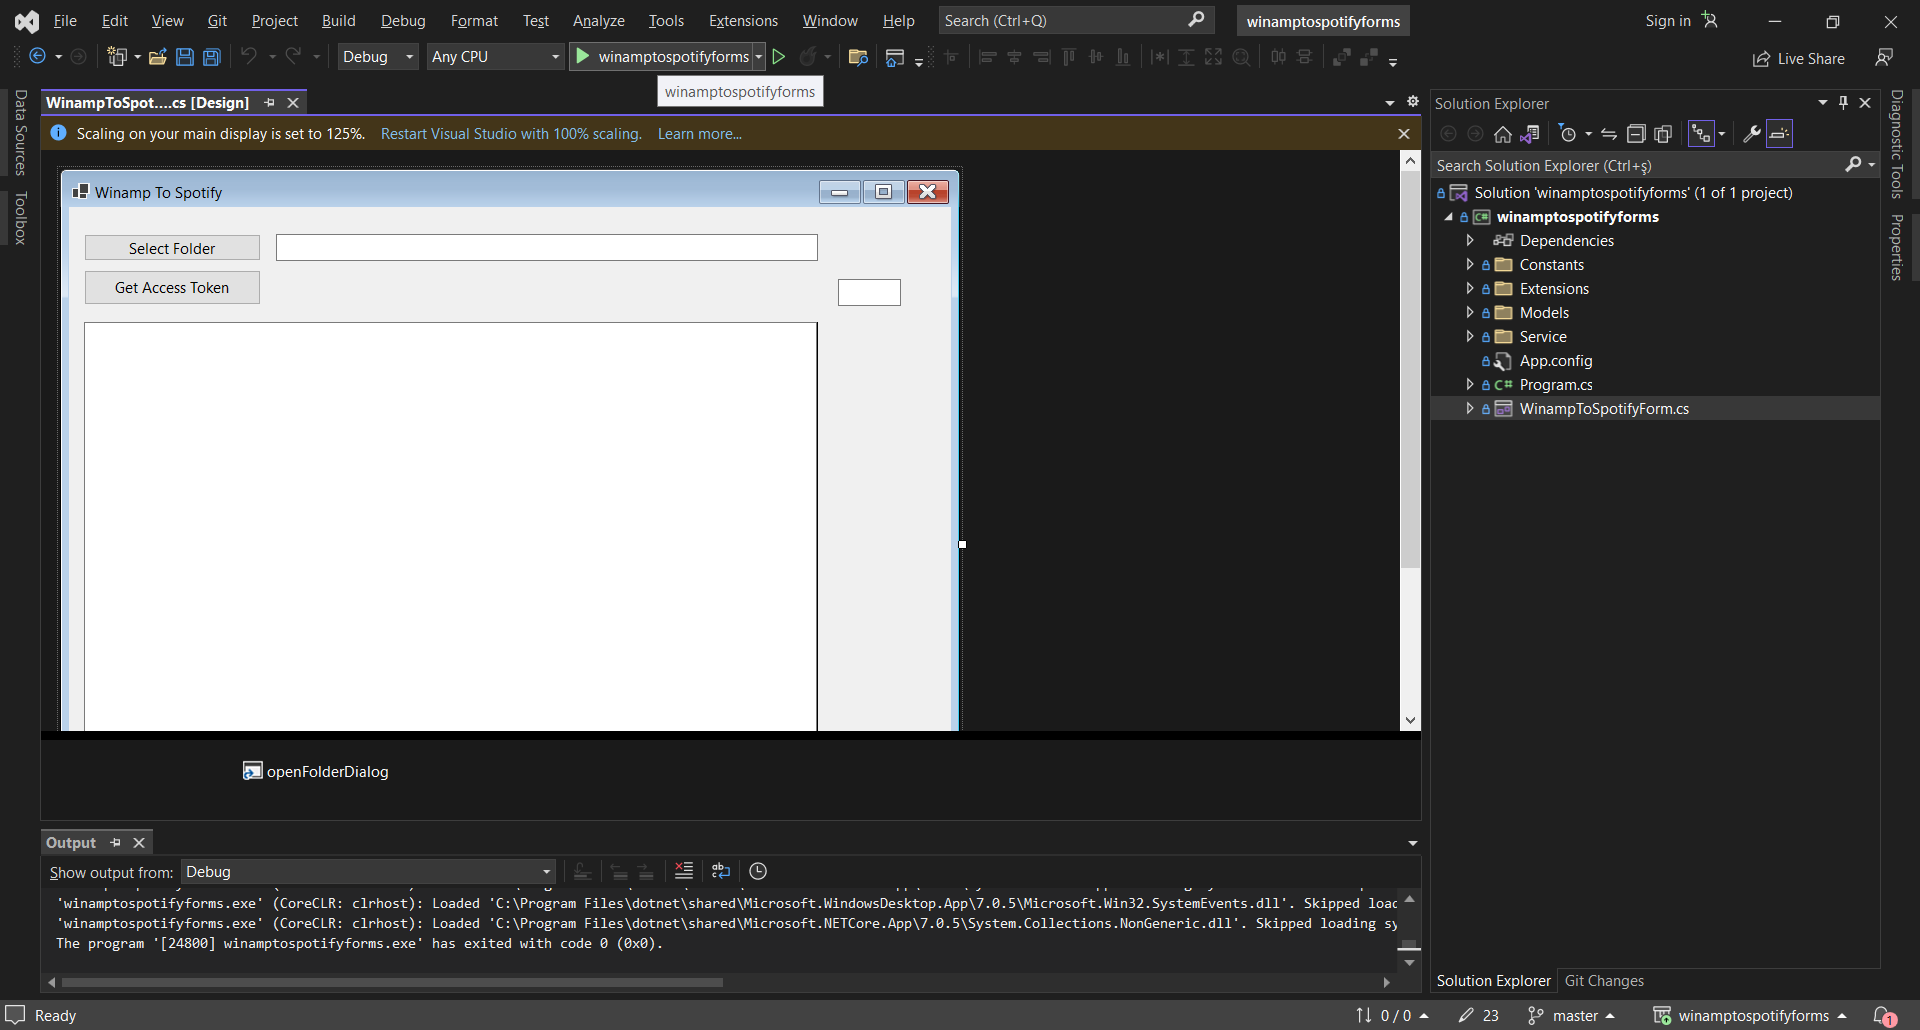 File Edit View Git Project Build Debug Format Test Analyze Tools Extensions Window Help Search (Ctrl+Q) winamptospotifyforms Sign in
Debug Any CPU winamptospotifyforms Live Share
winamptospotifyforms
Data Sources
Toolbox
WinampToSpot....cs [Design]
Scaling on your main display is set to 125%. Restart Visual Studio with 100% scaling. Learn more...
Winamp To Spotify
Select Folder
Get Access Token
openFolderDialog
Output
Show output from: Debug
'winamptospotifyforms.exe' (CoreCLR: clrhost): Loaded 'C:\Program Files\dotnet\shared\Microsoft.WindowsDesktop.App\7.0.5\Microsoft.Win32.SystemEvents.dll'. Skipped loac
'winamptospotifyforms.exe' (CoreCLR: clrhost): Loaded 'C:\Program Files\dotnet\shared\Microsoft.NETCore.App\7.0.5\System.Collections.NonGeneric.dll'. Skipped loading sy
The program '[24800] winamptospotifyforms.exe' has exited with code 0 (0x0).
Solution Explorer
Search Solution Explorer (Ctrl+ş)
Solution 'winamptospotifyforms' (1 of 1 project)
winamptospotifyforms
Dependencies
Constants
Extensions
Models
Service
App.config
C# Program.cs
WinampToSpotifyForm.cs
Solution Explorer Git Changes
Diagnostic Tools
Properties
Ready 0 / 0 23 master winamptospotifyforms 1